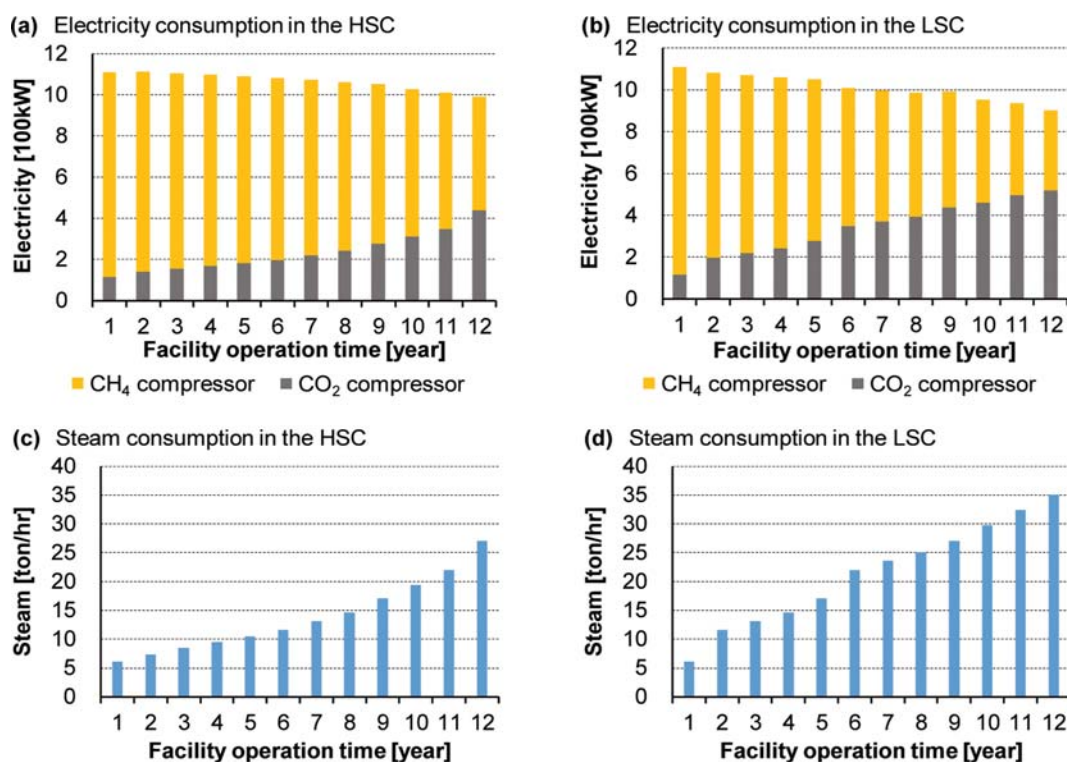 (a) Electricity consumption in the HSC
12
10
8
6
4
2
0
Electricity [100kW]
1 2 3 4 5 6 7 8 9 10 11 12
Facility operation time [year]
CH₄ compressor CO₂ compressor
(b) Electricity consumption in the LSC
12
10
8
6
4
2
0
Electricity [100kW]
1 2 3 4 5 6 7 8 9 10 11 12
Facility operation time [year]
CH₄ compressor CO₂ compressor
(c) Steam consumption in the HSC
40
35
30
25
20
15
10
5
0
Steam [ton/hr]
1 2 3 4 5 6 7 8 9 10 11 12
Facility operation time [year]
(d) Steam consumption in the LSC
40
35
30
25
20
15
10
5
0
Steam [ton/hr]
1 2 3 4 5 6 7 8 9 10 11 12
Facility operation time [year]